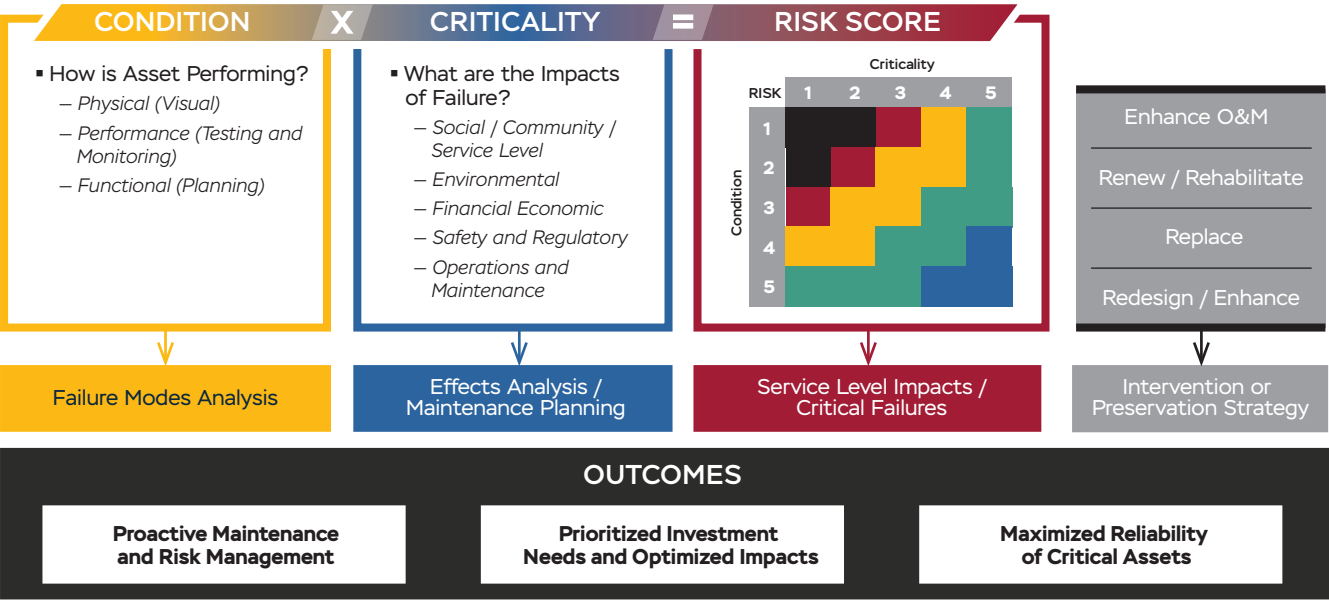 CONDITION X CRITICALITY = RISK SCORE
▪ How is Asset Performing?
— Physical (Visual)
— Performance (Testing and
Monitoring)
— Functional (Planning)
▪ What are the Impacts
of Failure?
— Social / Community /
Service Level
— Environmental
— Financial Economic
— Safety and Regulatory
— Operations and
Maintenance
Criticality
RISK 1 2 3 4 5
Condition
1
2
3
4
5
Enhance O&M
Renew / Rehabilitate
Replace
Redesign / Enhance
Failure Modes Analysis
Effects Analysis /
Maintenance Planning
Service Level Impacts /
Critical Failures
Intervention or
Preservation Strategy
OUTCOMES
Proactive Maintenance
and Risk Management
Prioritized Investment
Needs and Optimized Impacts
Maximized Reliability
of Critical Assets